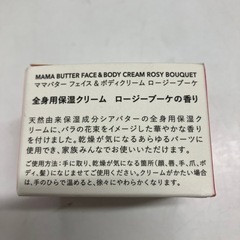 MAMA BUTTER FACE & BODY CREAM ROSY BOUQUET
ママバター フェイス＆ボディクリーム ロージーブーケ
全身用保湿クリーム　ロージーブーケの香り
天然由来保湿成分シアバターの全身用保湿ク
リームに、バラの花束をイメージした華やかな香り
を付けました。乾燥が気になるあらゆるパーツに
使用でき、家族みんなでお使いいただけます。
ご使用方法：手に取り、乾燥が気になる箇所（顔、唇、手、爪、ボ
ディ、髪）になじませてご使用ください。クリームがかたい場合
は、手のひらで温めると、徐々にやわらかくなります。